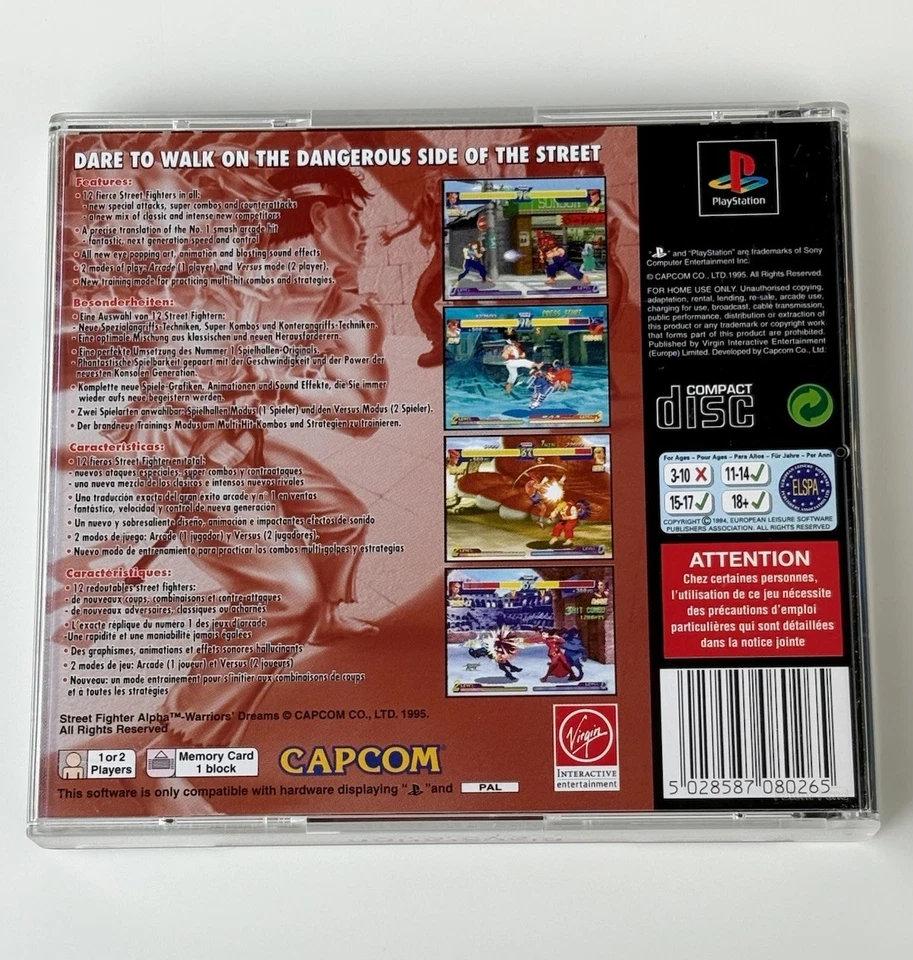 DARE TO WALK ON THE DANGEROUS SIDE OF THE STREET
Features:
• 12 fierce Street Fighters in all:
- new special attacks, super combos and counterattacks
- a new mix of classic and intense new competitors
• A precise translation of the No. 1 smash arcade hit
- fantastic, next generation speed and control
• All new eye popping art, animation and blasting sound effects
• 2 modes of play: Arcade (1 player) and Versus mode (2 player).
• New training mode for practicing multi-hit combos and strategies.
Besonderheiten:
• Eine Auswahl von 12 Street Fightern:
- Neue Spezialangriffs-Techniken, Super Kombos und Konterangriffs-Techniken.
- Eine optimale Mischung aus klassischen und neuen Herausforderern.
• Eine perfekte Umsetzung des Nummer 1 Spielhallen-Originals.
- Phantastische Spielbarkeit gepaart mit der Geschwindigkeit und der Power der
neuesten Konsolen Generation.
• Komplette neue Spiele-Grafiken, Animationen und Sound Effekte, die Sie immer
wieder aufs neue begeistern werden.
• Zwei Spielarten anwählbar: Spielhallen Modus (1 Spieler) und den Versus Modus (2 Spieler).
• Der brandneue Trainings Modus um Multi-Hit Kombos und Strategien zu trainieren.
Características:
• 12 fieros Street Fighter en total:
- nuevos ataques especiales, super combos y contraataques
- una nueva mezcla de los clasicos e intensos nuevos rivales
• Una traducción exacta del gran éxito arcade y nº 1 en ventas
- fantástico, velocidad y control de nueva generación
• Un nuevo y sobresaliente diseño, animación e impactantes efectos de sonido
• 2 modos de juego: Arcade (1 jugador) y Versus (2 jugadores).
• Nuevo modo de entrenamiento para practicar los combos multigolpes y estrategias
Caractéristiques:
• 12 redoutables street fighters:
- de nouveaux coups, combinaisons et contre-attaques
- de nouveaux adversaires, classiques ou acharnés
• L'exacte réplique du numero 1 des jeux d'arcade
-Une rapidité et une maniabilité jamais égalées
• Des graphismes, animations et effets sonores hallucinants
• 2 modes de jeu: Arcade (1 joueur) et Versus (2 joueurs)
• Nouveau: un mode entrainement pour s'initier aux combinaisons de coups
et à toutes les stratégies
Street Fighter Alpha™-Warriors' Dreams © CAPCOM CO., LTD. 1995.
All Rights Reserved
1 or 2
Players
Memory Card
1 block
CAPCOM
Virgin
INTERACTIVE
entertainment
This software is only compatible with hardware displaying " " and PAL
PlayStation
" " and "PlayStation" are trademarks of Sony
Computer Entertainment Inc.
© CAPCOM CO., LTD. 1995. All Rights Reserved.
FOR HOME USE ONLY. Unauthorised copying,
adaptation, rental, lending, re-sale, arcade use,
charging for use, broadcast, cable transmission,
public performance, distribution or extraction of
this product or any trademark or copyright work
that forms part of this product are prohibited.
Published by Virgin Interactive Entertainment
(Europe) Limited. Developed by Capcom Co., Ltd.
COMPACT
disc
For Ages - Pour Ages - Para Años - Für Jahre - Per Anni
3-10 11-14
15-17 18+
ELSPA
COPYRIGHT © 1994, EUROPEAN LEISURE SOFTWARE
PUBLISHERS ASSOCIATION. ALL RIGHTS RESERVED
ATTENTION
Chez certaines personnes,
l'utilisation de ce jeu nécessite
des précautions d'emploi
particulières qui sont détaillées
dans la notice jointe
5 028587 080265